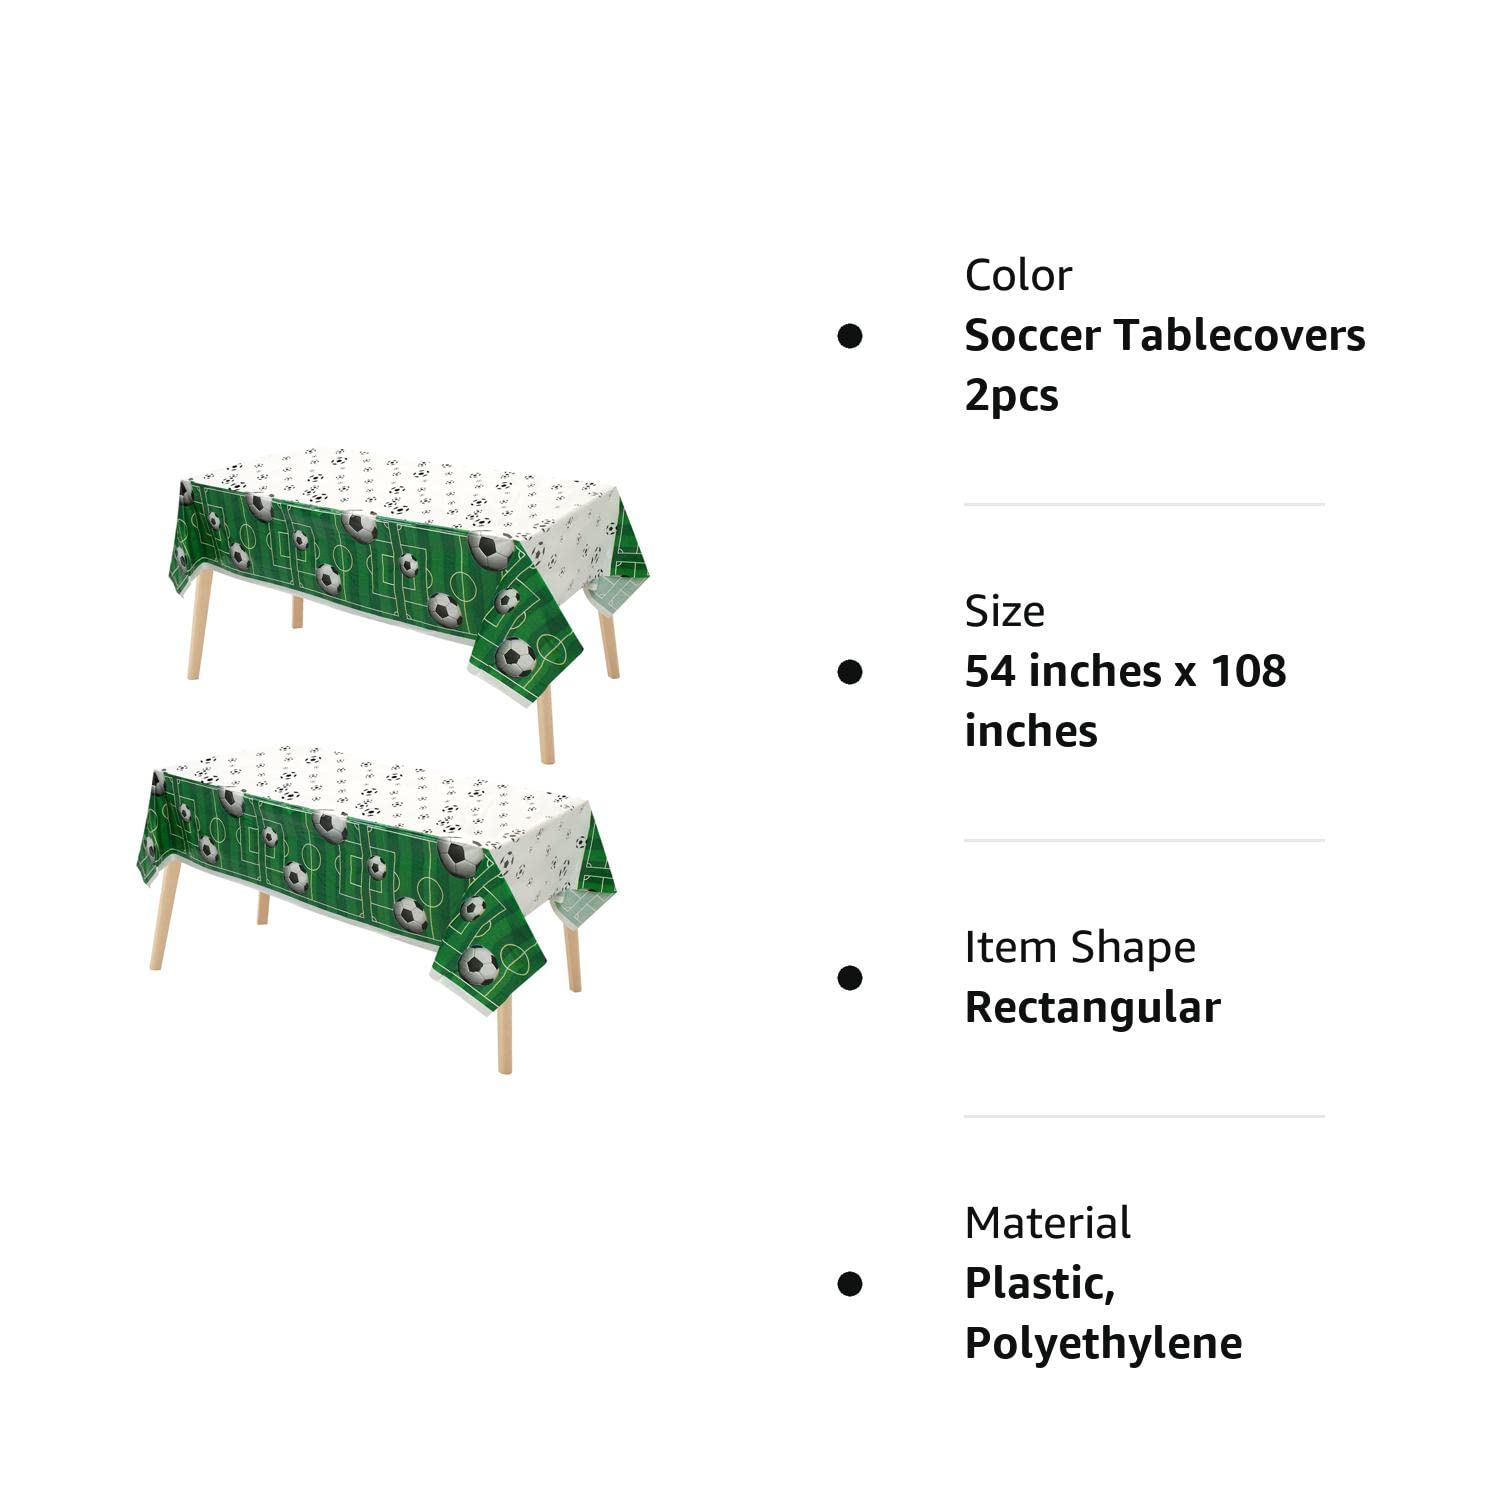 Color
Soccer Tablecovers
2pcs
Size
54 inches x 108
inches
Item Shape
Rectangular
Material
Plastic,
Polyethylene